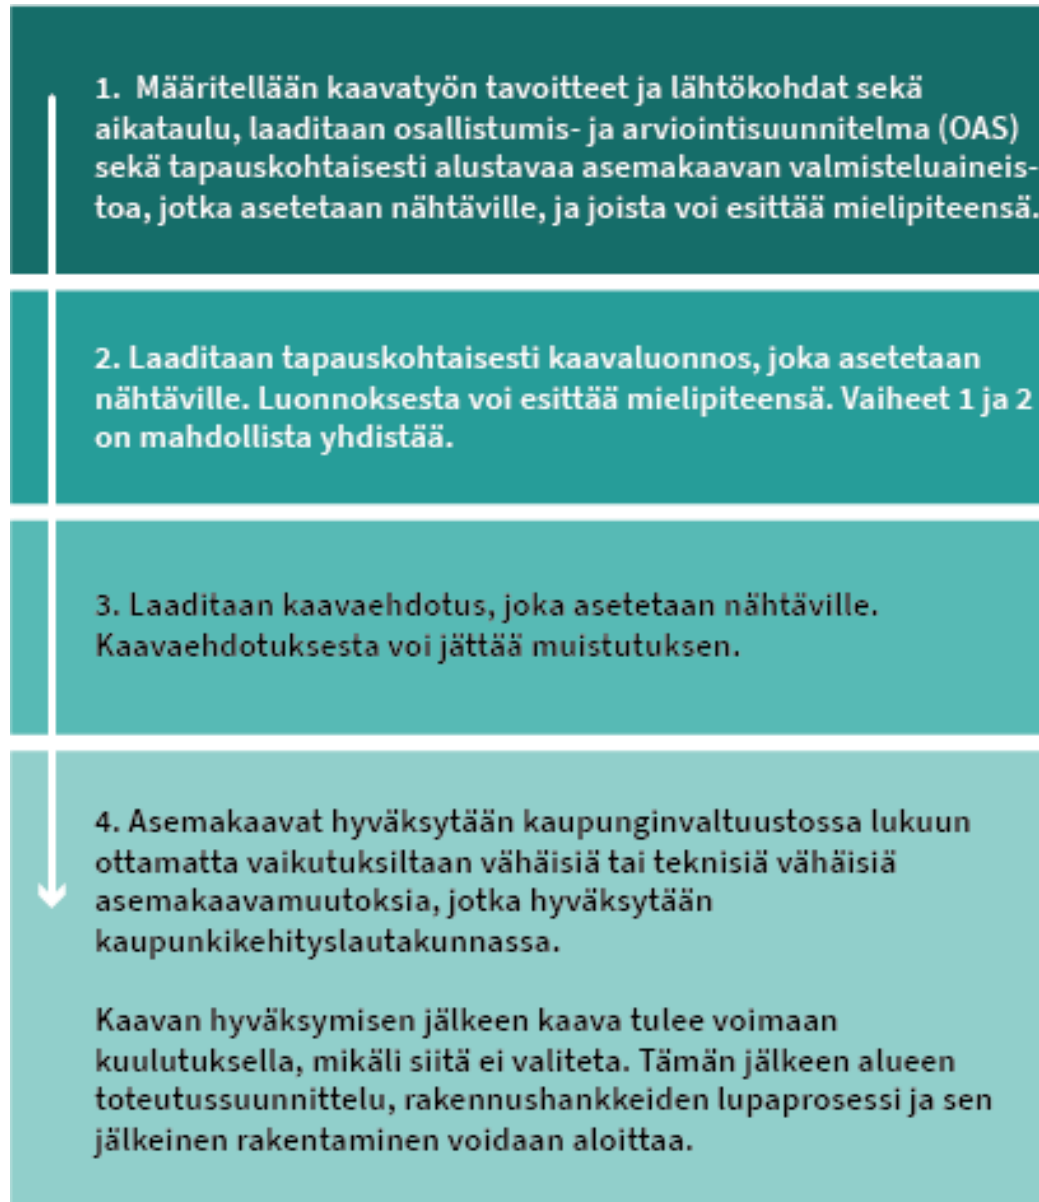 1. Määritellään kaavatyön tavoitteet ja lähtökohdat sekä
aikataulu, laaditaan osallistumis- ja arviointisuunnitelma (OAS)
sekä tapauskohtaisesti alustavaa asemakaavan valmisteluaineis-
toa, jotka asetetaan nähtäville, ja joista voi esittää mielipiteensä.
2. Laaditaan tapauskohtaisesti kaavaluonnos, joka asetetaan
nähtäville. Luonnoksesta voi esittää mielipiteensä. Vaiheet 1 ja 2
on mahdollista yhdistää.
3. Laaditaan kaavaehdotus, joka asetetaan nähtäville.
Kaavaehdotuksesta voi jättää muistutuksen.
4. Asemakaavat hyväksytään kaupunginvaltuustossa lukuun
ottamatta vaikutuksiltaan vähäisiä tai teknisiä vähäisiä
asemakaavamuutoksia, jotka hyväksytään
kaupunkikehityslautakunnassa.
Kaavan hyväksymisen jälkeen kaava tulee voimaan
kuulutuksella, mikäli siitä ei valiteta. Tämän jälkeen alueen
toteutussuunnittelu, rakennushankkeiden lupaprosessi ja sen
jälkeinen rakentaminen voidaan aloittaa.